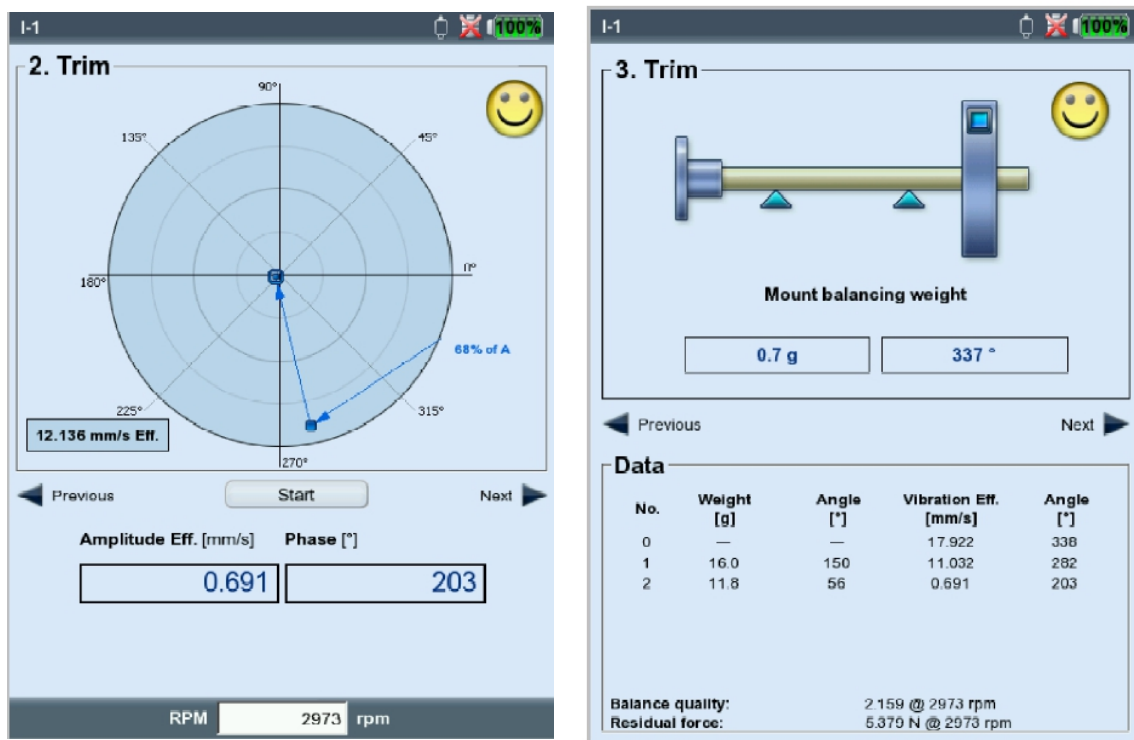 I-1
100%
2. Trim
90°
135°
45°
180°
0°
68% of A
225°
315°
12.136 mm/s Eff.
270°
Previous Start Next
Amplitude Eff. [mm/s] Phase [°]
0.691 203
RPM 2973 rpm
I-1
100%
3. Trim
Mount balancing weight
0.7 g 337 °
Previous Next
Data
No. Weight [g] Angle [°] Vibration Eff. [mm/s] Angle [°]
0 — — 17.922 338
1 16.0 150 11.032 282
2 11.8 56 0.691 203
Balance quality: 2.159 @ 2973 rpm
Residual force: 5.379 N @ 2973 rpm